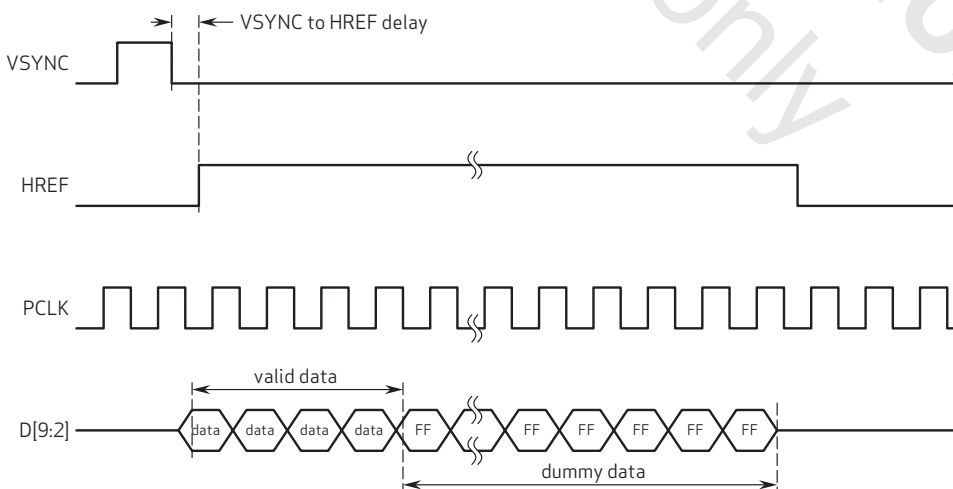 VSYNC to HREF delay
VSYNC
HREF
PCLK
valid data
D[9:2]
data data data data FF FF FF FF FF FF
dummy data
only